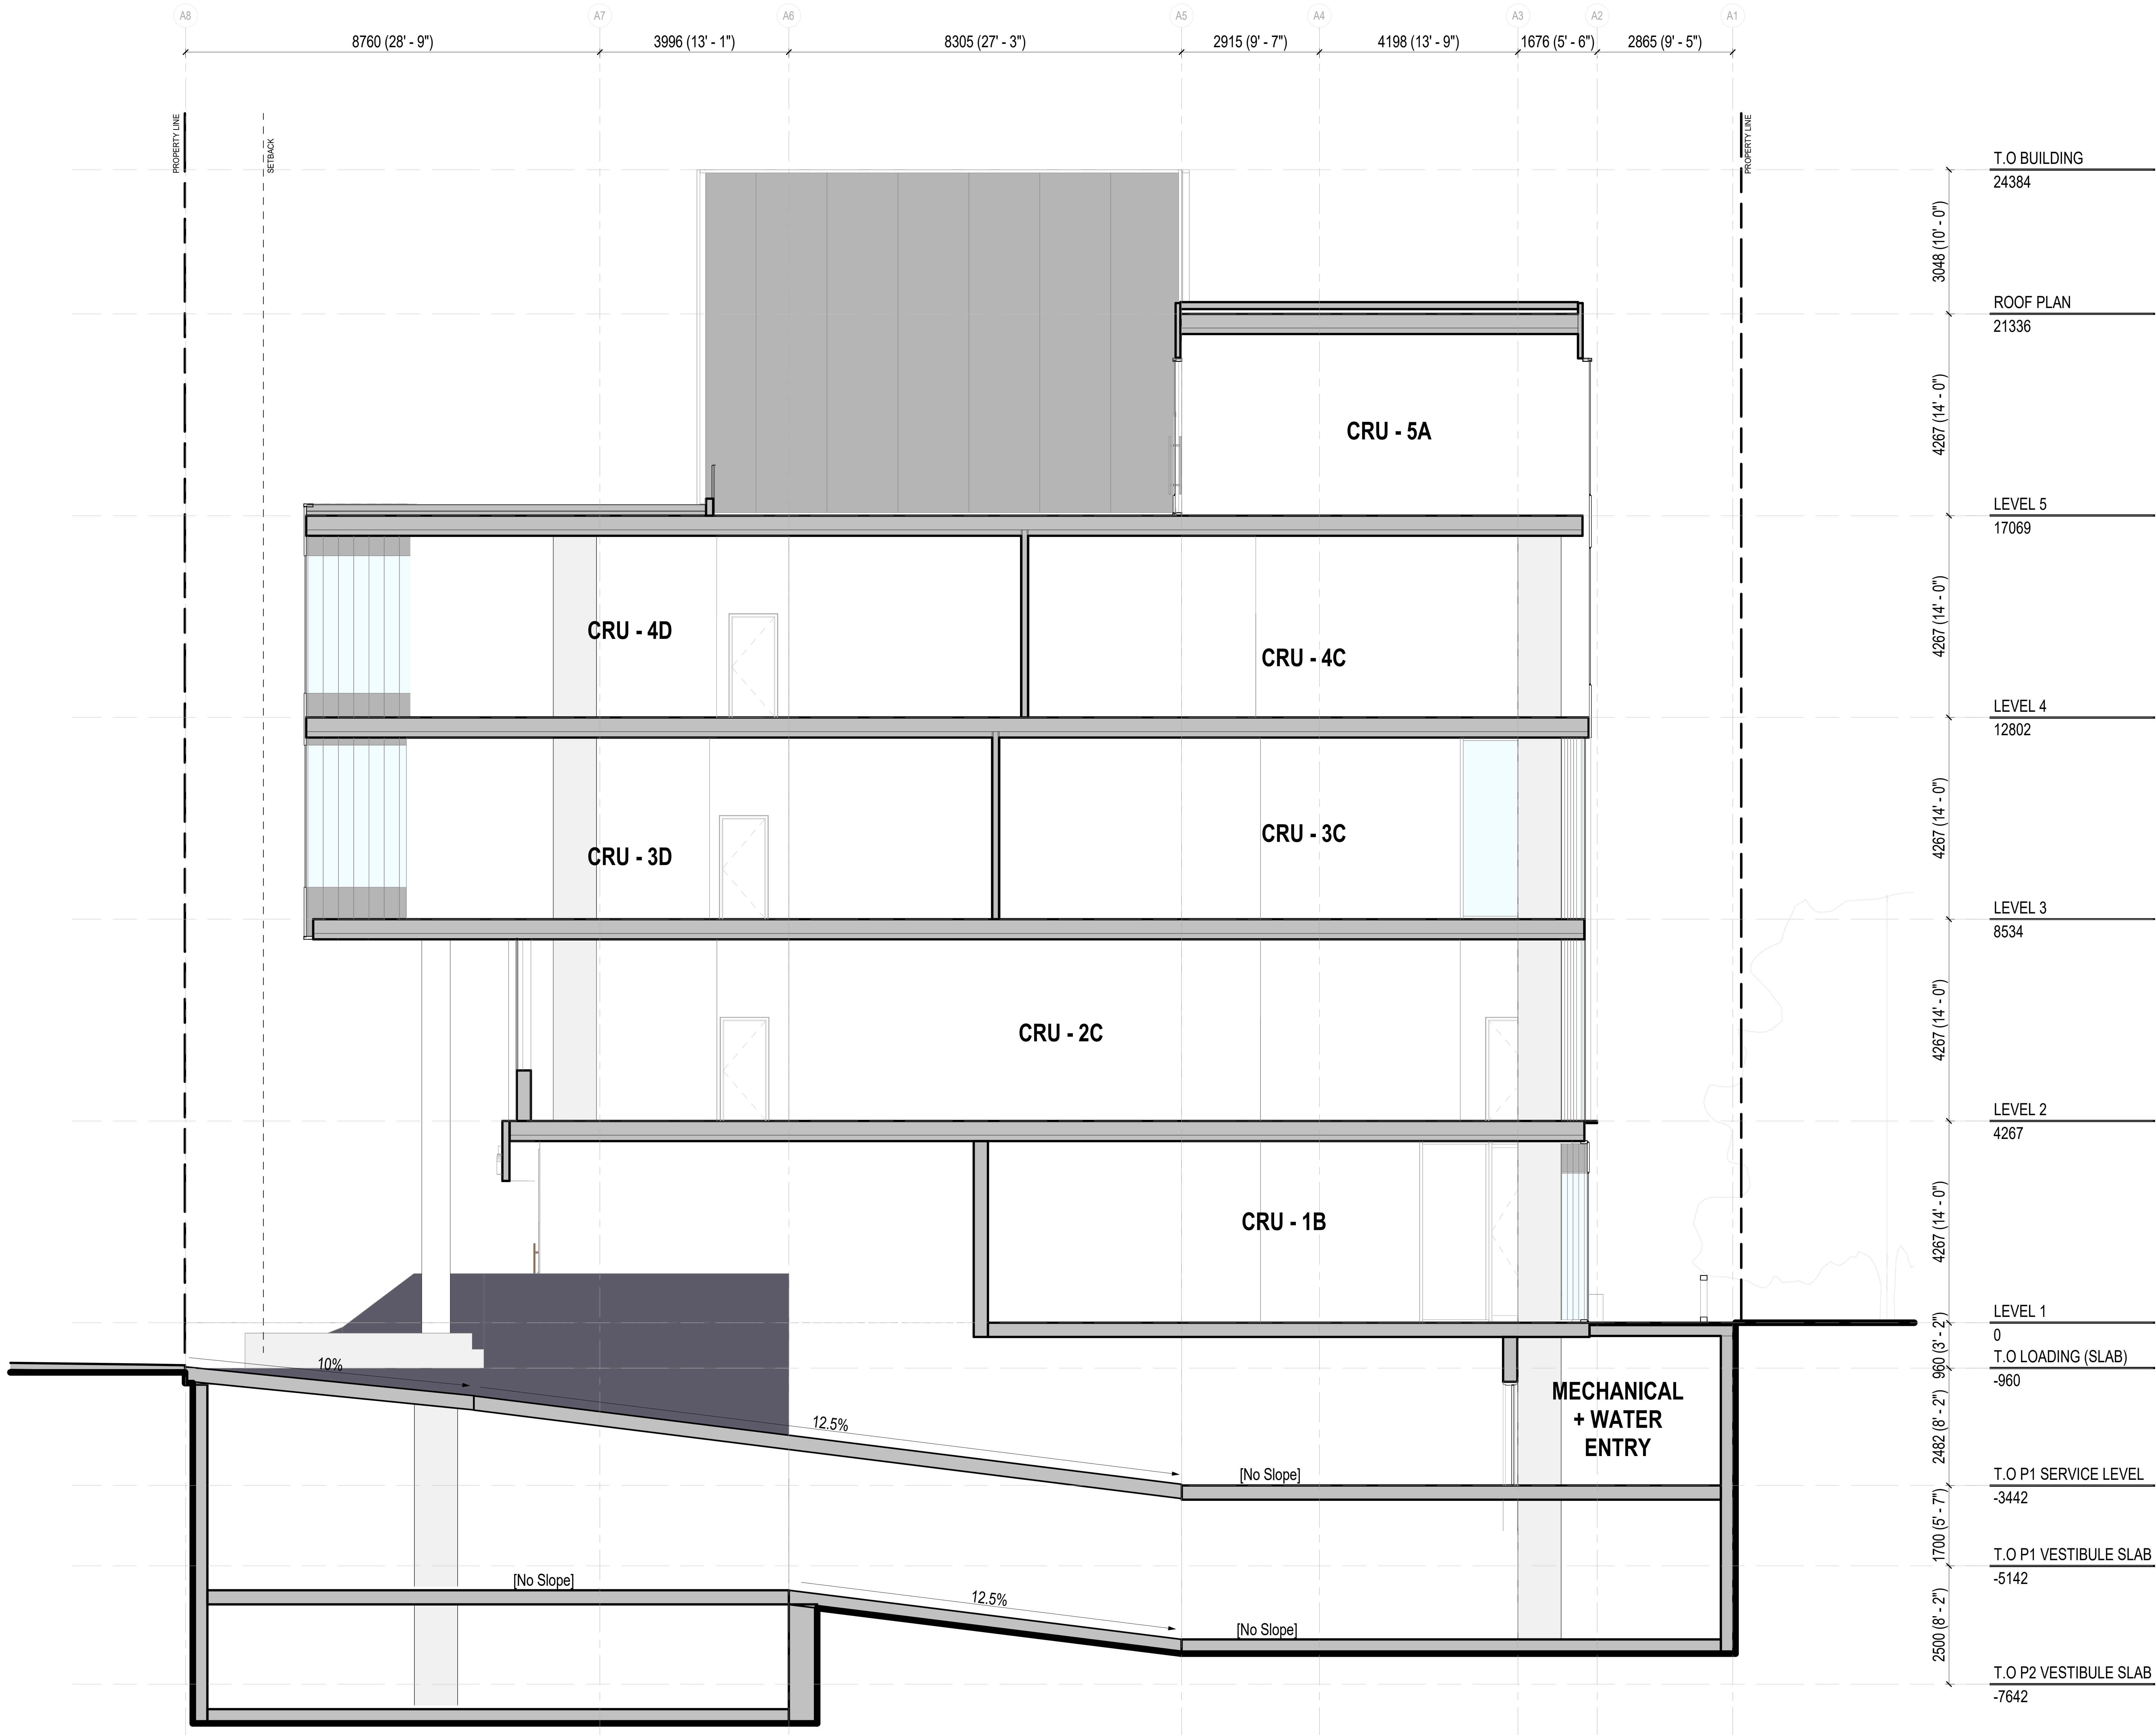 A8 A7 A6 A5 A4 A3 A2 A1
8760 (28' - 9") 3996 (13' - 1") 8305 (27' - 3") 2915 (9' - 7") 4198 (13' - 9") 1676 (5' - 6") 2865 (9' - 5")
PROPERTY LINE
SETBACK
PROPERTY LINE
T.O BUILDING
24384
3048 (10' - 0")
ROOF PLAN
21336
4267 (14' - 0")
CRU - 5A
LEVEL 5
17069
4267 (14' - 0")
CRU - 4D
CRU - 4C
LEVEL 4
12802
4267 (14' - 0")
CRU - 3D
CRU - 3C
LEVEL 3
8534
4267 (14' - 0")
CRU - 2C
LEVEL 2
4267
4267 (14' - 0")
CRU - 1B
LEVEL 1
0
960 (3' - 2")
T.O LOADING (SLAB)
-960
10%
MECHANICAL
+ WATER
ENTRY
2482 (8' - 2")
12.5%
[No Slope]
T.O P1 SERVICE LEVEL
-3442
1700 (5' - 7")
T.O P1 VESTIBULE SLAB
-5142
[No Slope]
12.5%
[No Slope]
2500 (8' - 2")
T.O P2 VESTIBULE SLAB
-7642